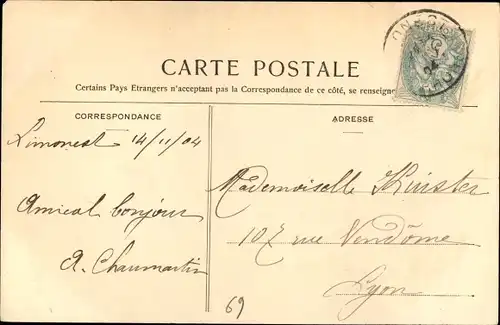 CARTE POSTALE
Certains Pays Etrangers n'acceptant pas la Correspondance de ce côté, se renseigne
CORRESPONDANCE
ADRESSE
Limonest 14/11/04
Amical bonjour
A. Chaumartin
Mademoiselle
107 rue Vendôme
Lyon
69